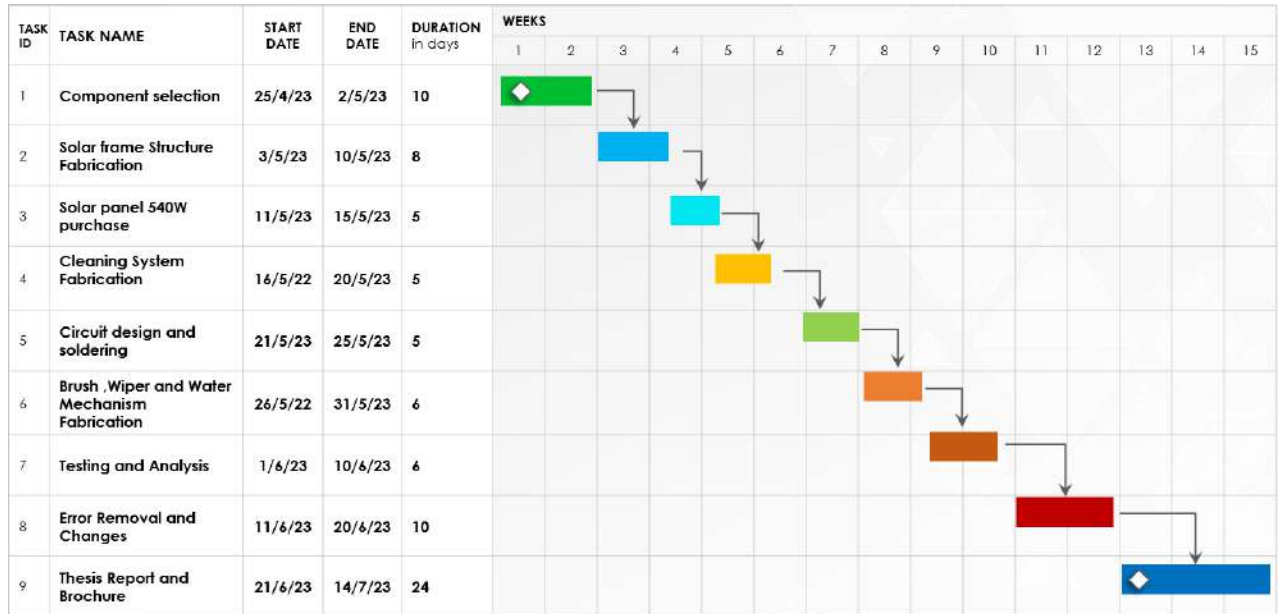 TASK ID TASK NAME START DATE END DATE DURATION in days WEEKS
1 2 3 4 5 6 7 8 9 10 11 12 13 14 15
1 Component selection 25/4/23 2/5/23 10
2 Solar frame Structure Fabrication 3/5/23 10/5/23 8
3 Solar panel 540W purchase 11/5/23 15/5/23 5
4 Cleaning System Fabrication 16/5/22 20/5/23 5
5 Circuit design and soldering 21/5/23 25/5/23 5
6 Brush ,Wiper and Water Mechanism Fabrication 26/5/22 31/5/23 6
7 Testing and Analysis 1/6/23 10/6/23 6
8 Error Removal and Changes 11/6/23 20/6/23 10
9 Thesis Report and Brochure 21/6/23 14/7/23 24